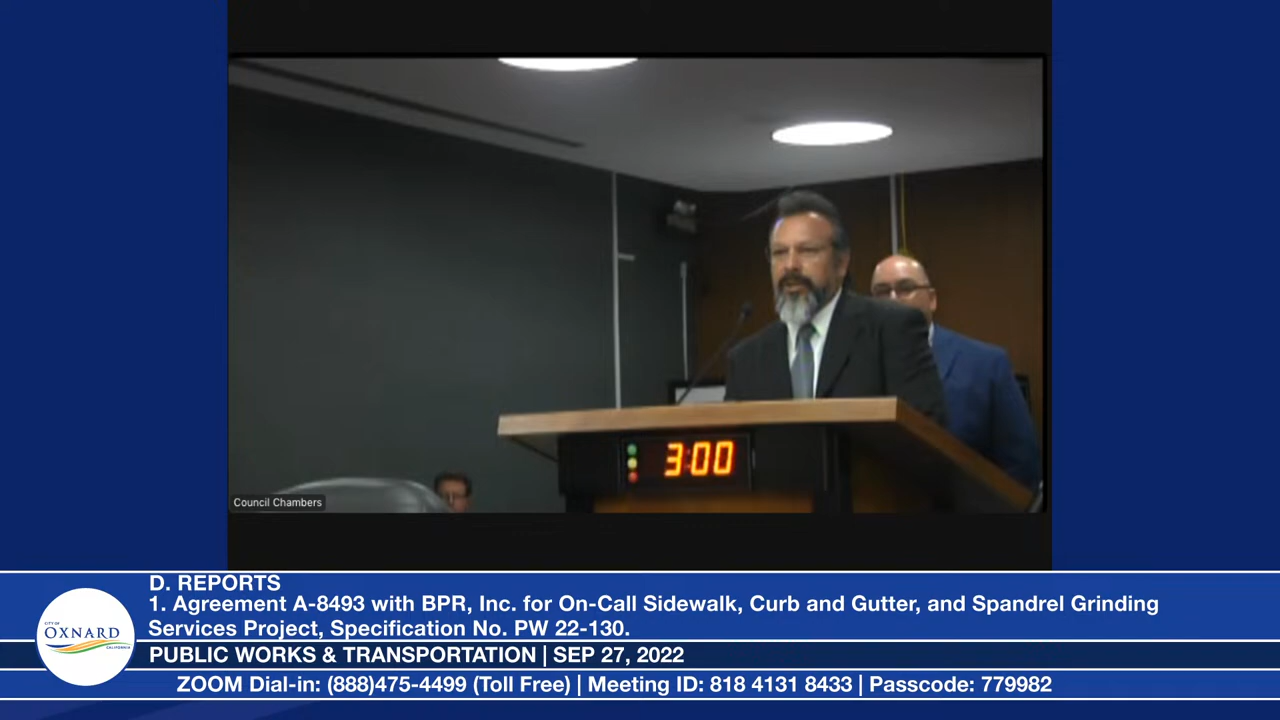 3:00
Council Chambers
D. REPORTS
1. Agreement A-8493 with BPR, Inc. for On-Call Sidewalk, Curb and Gutter, and Spandrel Grinding
Services Project, Specification No. PW 22-130.
CITY OF
OXNARD
CALIFORNIA
PUBLIC WORKS & TRANSPORTATION | SEP 27, 2022
ZOOM Dial-in: (888)475-4499 (Toll Free) | Meeting ID: 818 4131 8433 | Passcode: 779982